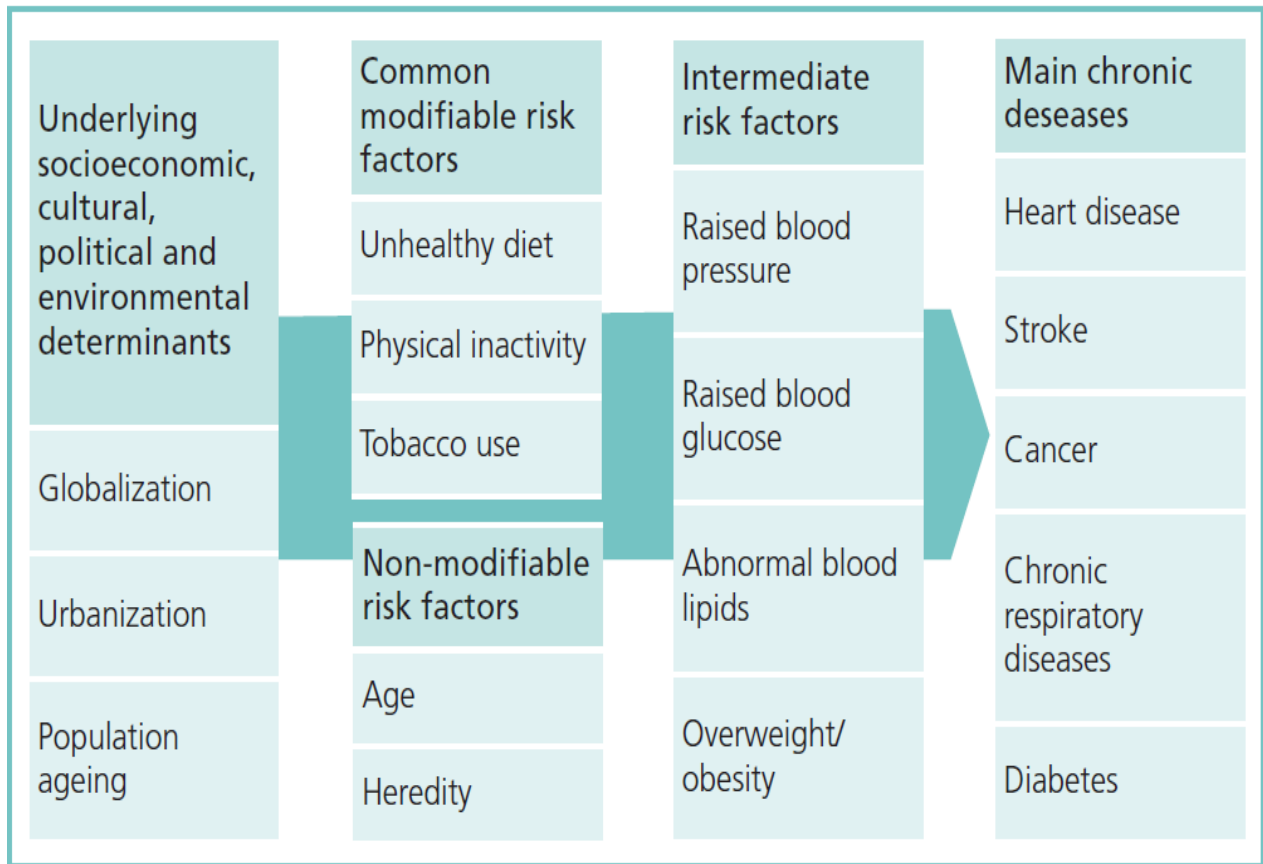 Underlying
socioeconomic,
cultural,
political and
environmental
determinants
Globalization
Urbanization
Population
ageing
Common
modifiable risk
factors
Unhealthy diet
Physical inactivity
Tobacco use
Non-modifiable
risk factors
Age
Heredity
Intermediate
risk factors
Raised blood
pressure
Raised blood
glucose
Abnormal blood
lipids
Overweight/
obesity
Main chronic
deseases
Heart disease
Stroke
Cancer
Chronic
respiratory
diseases
Diabetes